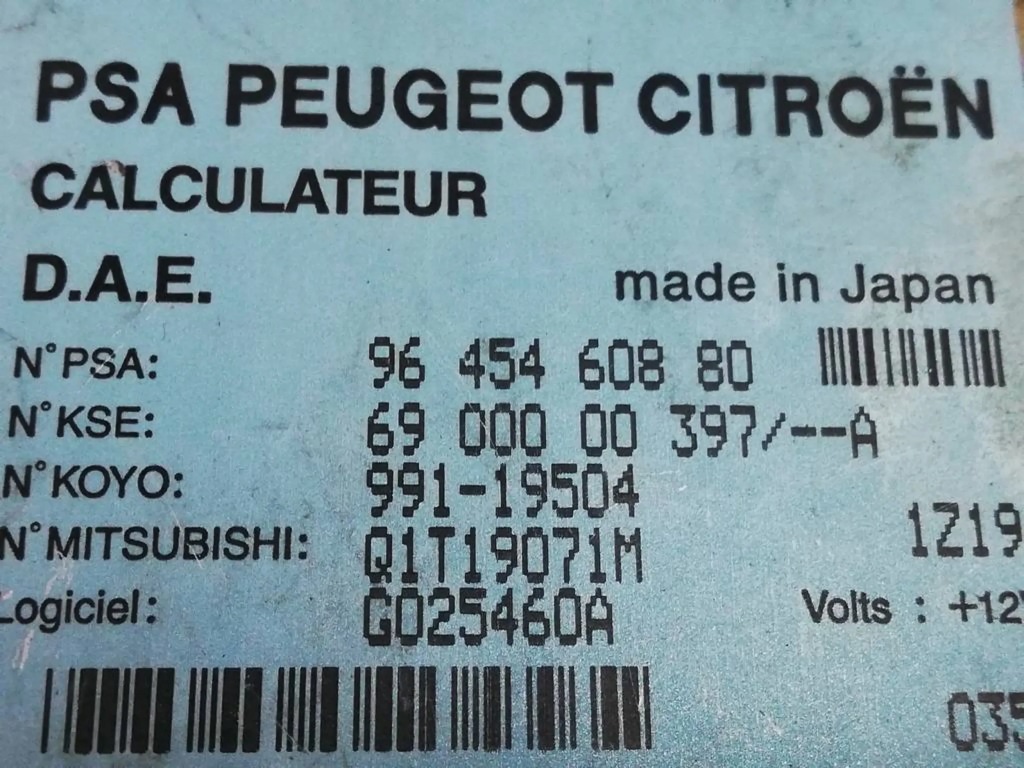 PSA PEUGEOT CITROËN
CALCULATEUR
D.A.E.
made in Japan
N°PSA: 96 454 608 80
N°KSE: 69 000 00 397/--A
N°KOYO: 991-19504
N°MITSUBISHI: Q1T19071M
1Z19
Logiciel: G025460A
Volts : +12
035